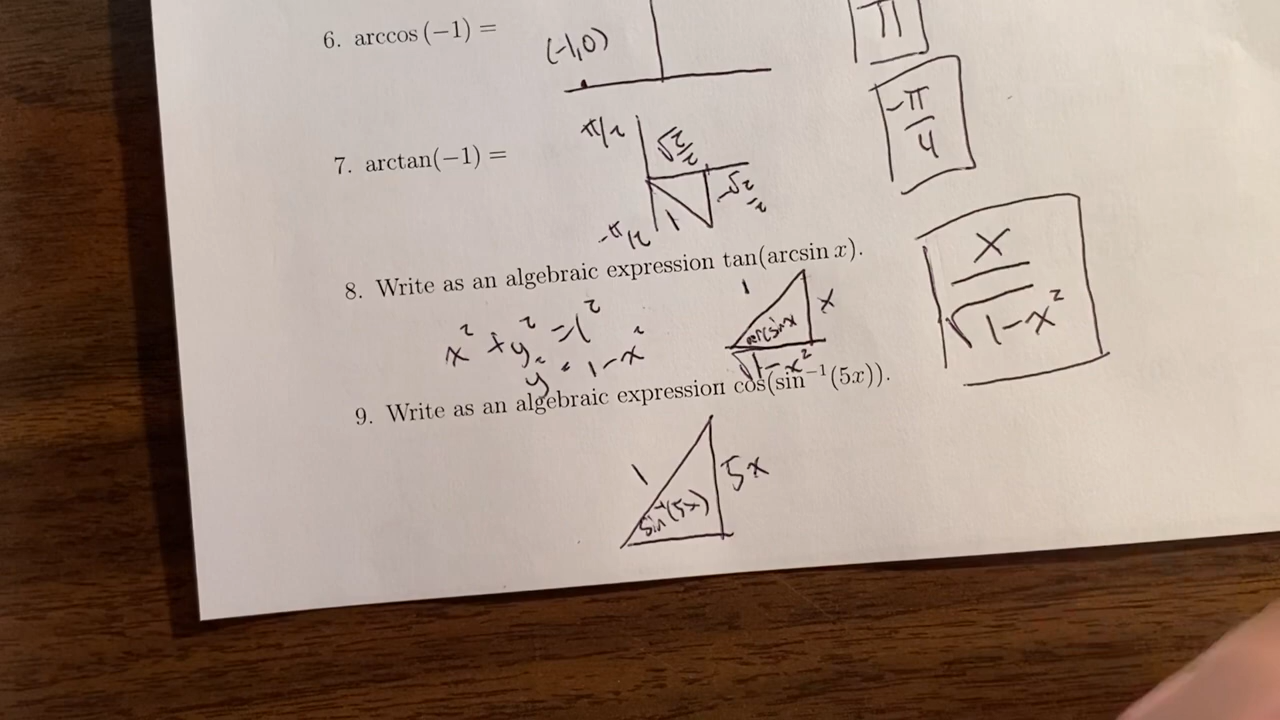 6. arccos (−1) =
(-1,0)
π
π/2
√2/2
7. arctan(−1) =
-π/4
-√2/2
-π/2
1
8. Write as an algebraic expression tan(arcsin x).
x² + y² = 1²
y² = 1-x²
1
arcsinx
x
√1-x²
x/√1-x²
9. Write as an algebraic expression cos(sin⁻¹(5x)).
1
5x
sin⁻¹(5x)